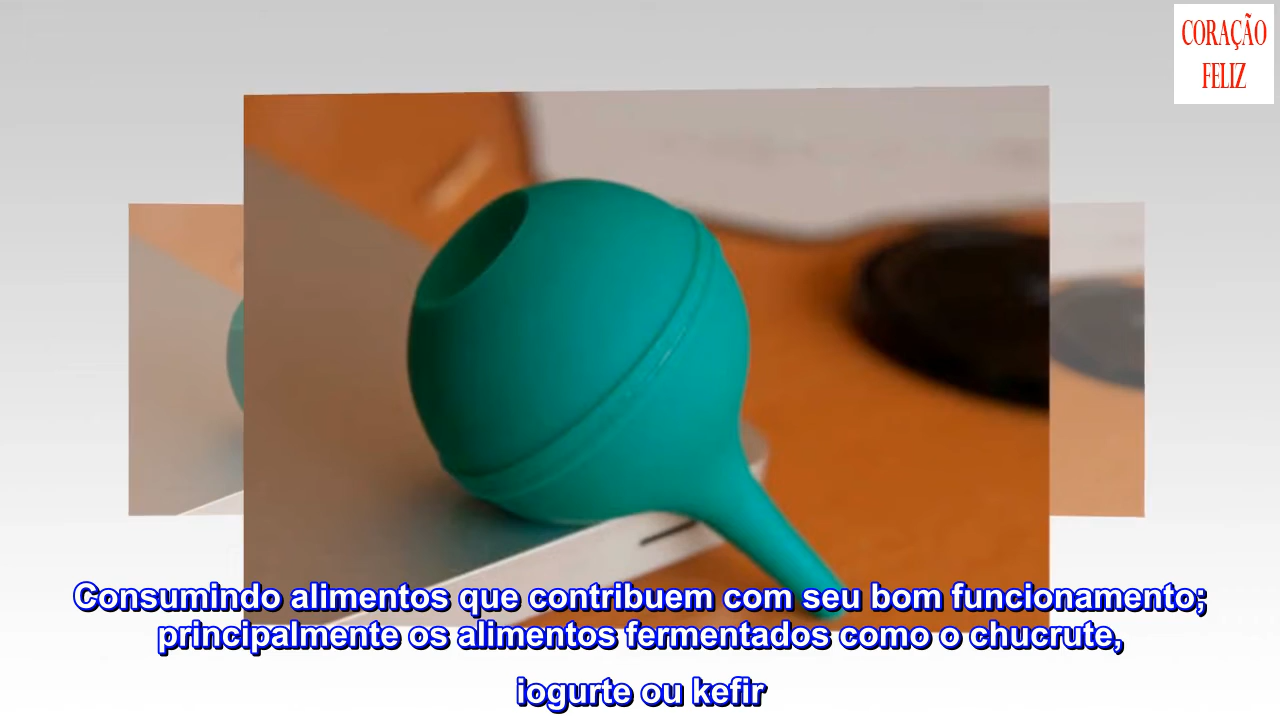 CORAÇÃO
FELIZ
Consumindo alimentos que contribuem com seu bom funcionamento;
principalmente os alimentos fermentados como o chucrute,
iogurte ou kefir